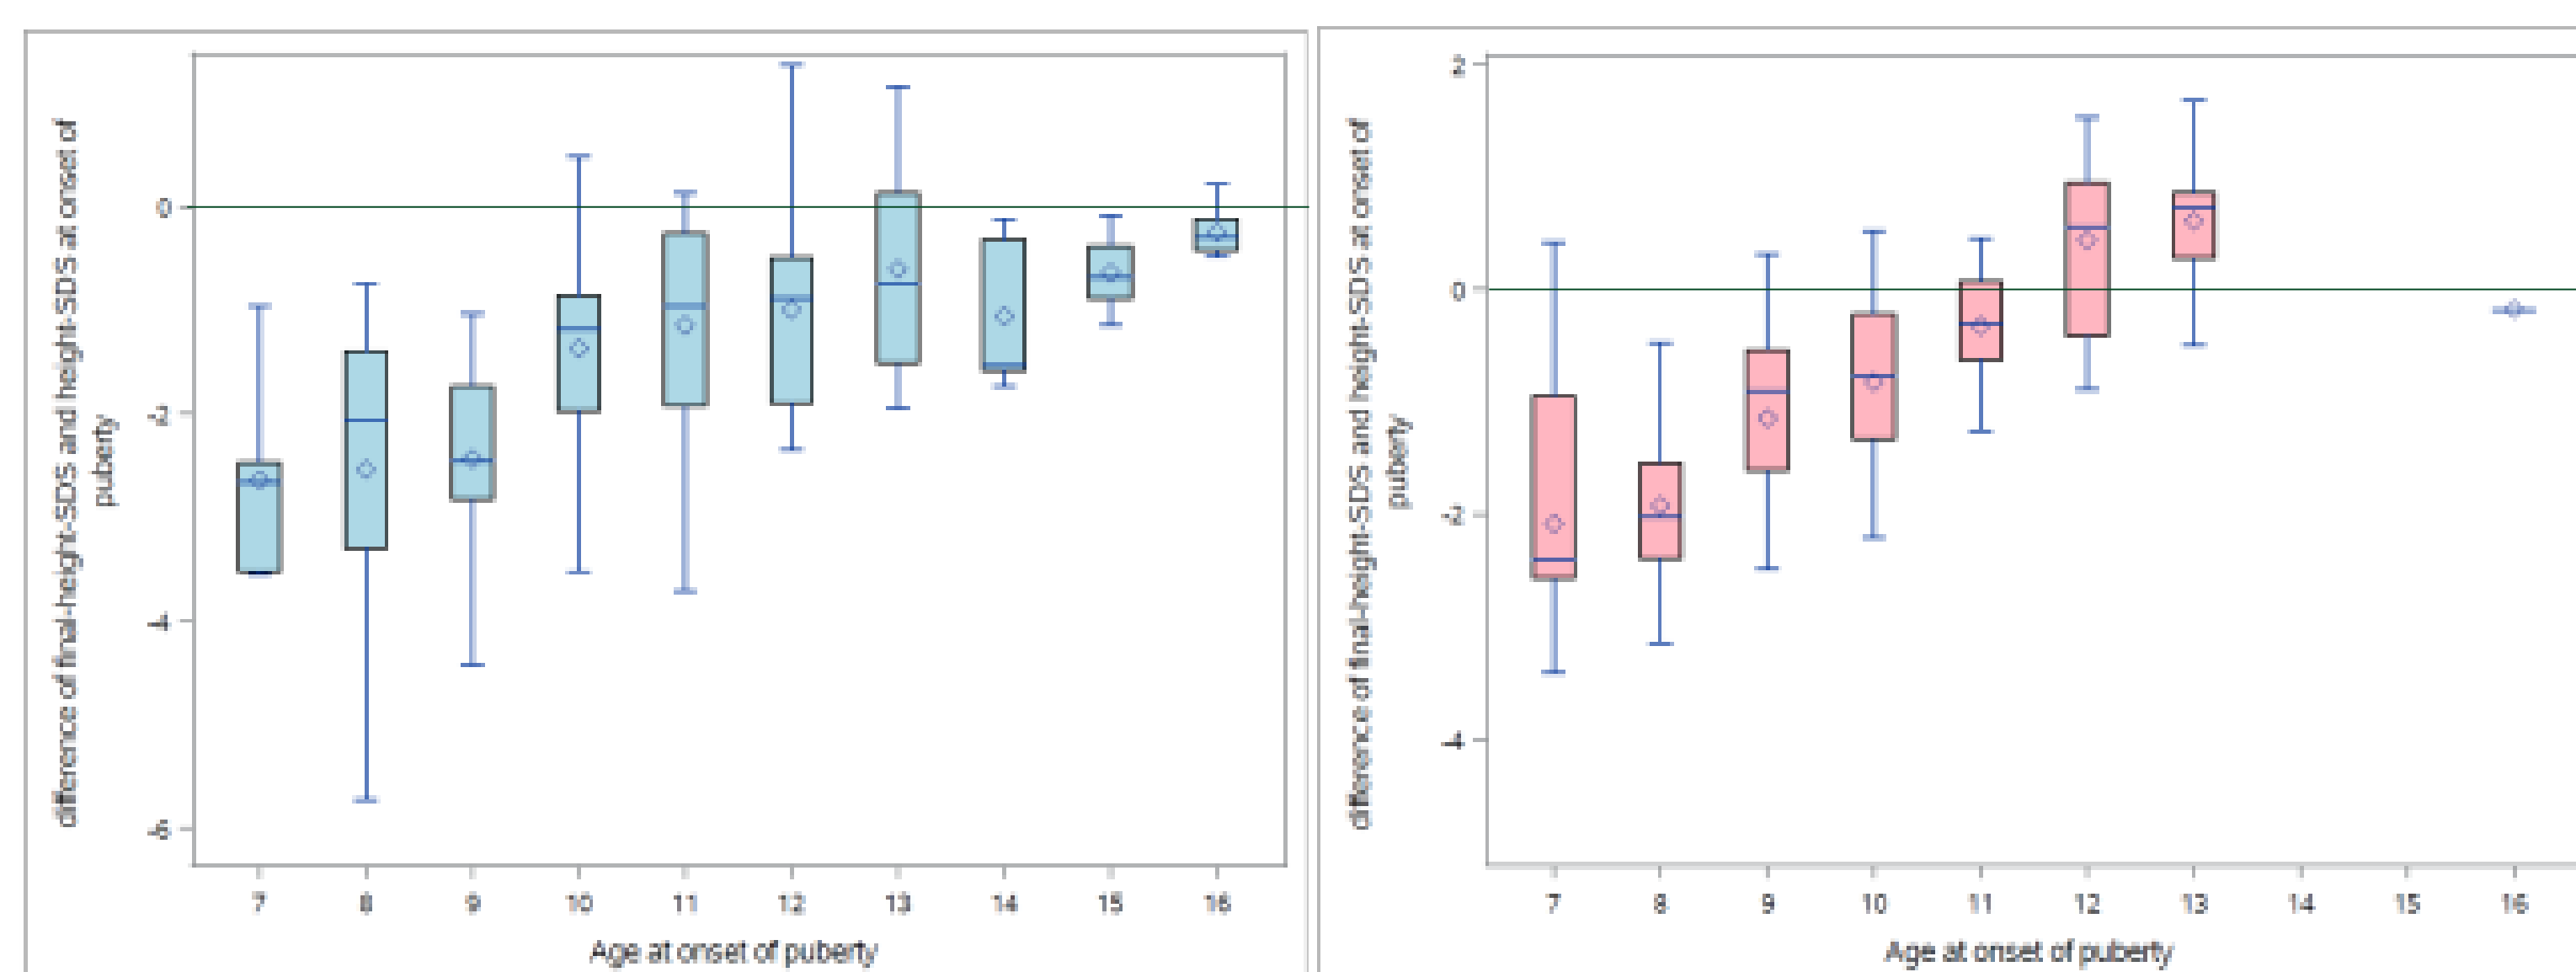 difference of final-height-SDS and height-SDS at onset of
puberty
0
-2
-4
-6
7 8 9 10 11 12 13 14 15 16
Age at onset of puberty
difference of final-height-SDS and height-SDS at onset of
puberty
2
0
-2
-4
7 8 9 10 11 12 13 14 15 16
Age at onset of puberty